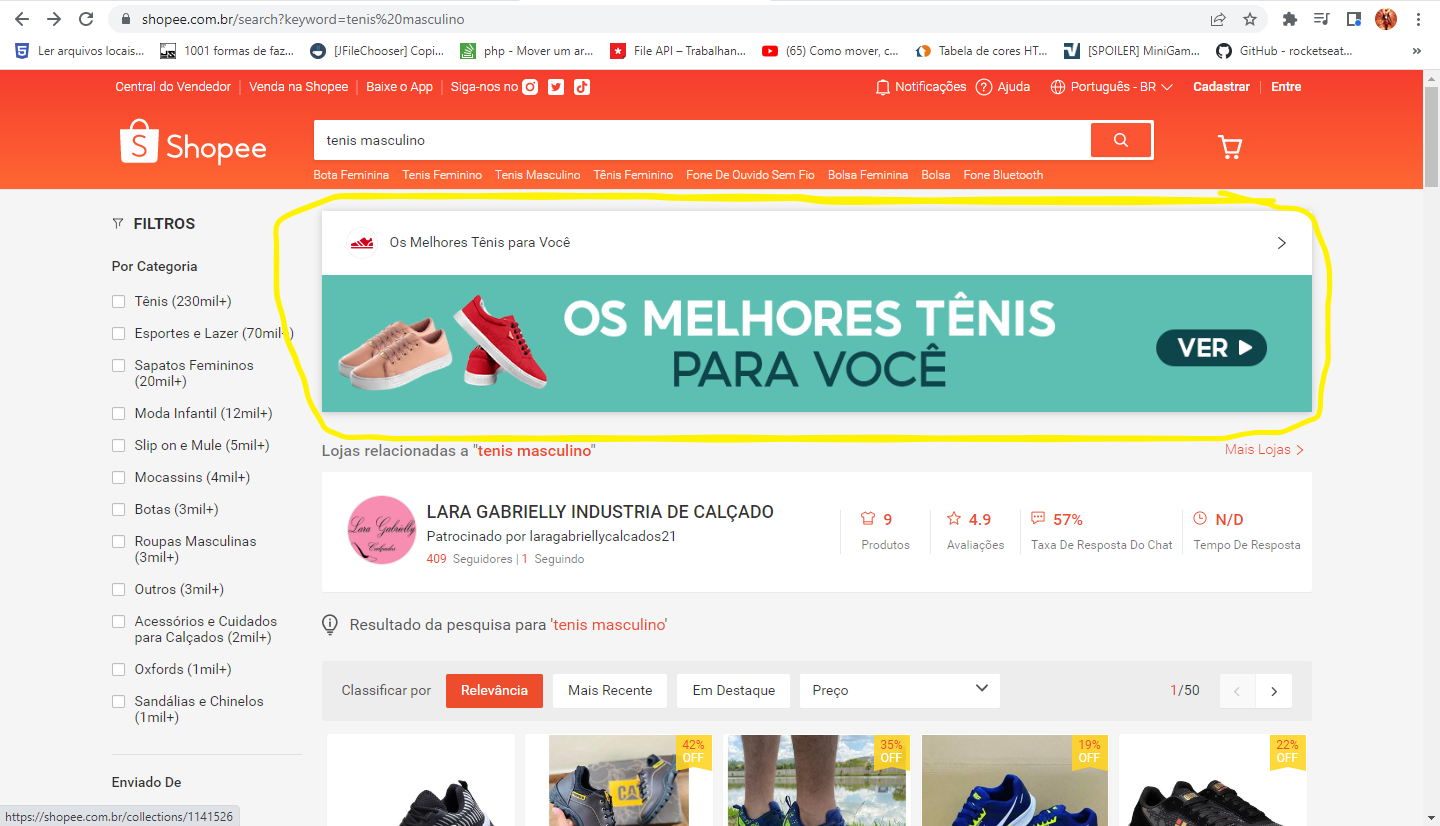 shopee.com.br/search?keyword=tenis%20masculino
Ler arquivos locais... 1001 formas de faz... [JFileChooser] Copi... php - Mover um ar... File API – Trabalhan... (65) Como mover, c... Tabela de cores HT... [SPOILER] MiniGam... GitHub - rocketseat... »
Central do Vendedor | Venda na Shopee | Baixe o App | Siga-nos no Notificações Ajuda Português - BR Cadastrar | Entre
Shopee
tenis masculino
Bota Feminina Tenis Feminino Tenis Masculino Tênis Feminino Fone De Ouvido Sem Fio Bolsa Feminina Bolsa Fone Bluetooth
FILTROS
Por Categoria
Tênis (230mil+)
Esportes e Lazer (70mil+)
Sapatos Femininos
(20mil+)
Moda Infantil (12mil+)
Slip on e Mule (5mil+)
Mocassins (4mil+)
Botas (3mil+)
Roupas Masculinas
(3mil+)
Outros (3mil+)
Acessórios e Cuidados
para Calçados (2mil+)
Oxfords (1mil+)
Sandálias e Chinelos
(1mil+)
Enviado De
Os Melhores Tênis para Você
OS MELHORES TÊNIS
PARA VOCÊ
VER
Lojas relacionadas a "tenis masculino" Mais Lojas >
Lara Gabrielly
Calçados
LARA GABRIELLY INDUSTRIA DE CALÇADO
Patrocinado por laragabriellycalcados21
409 Seguidores | 1 Seguindo
9 4.9 57% N/D
Produtos Avaliações Taxa De Resposta Do Chat Tempo De Resposta
Resultado da pesquisa para 'tenis masculino'
Classificar por Relevância Mais Recente Em Destaque Preço 1/50
42% 35% 19% 22%
OFF OFF OFF OFF
CAT
https://shopee.com.br/collections/1141526